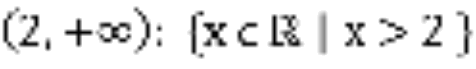 (2, +∞): {x ⊂ ℝ | x > 2 }